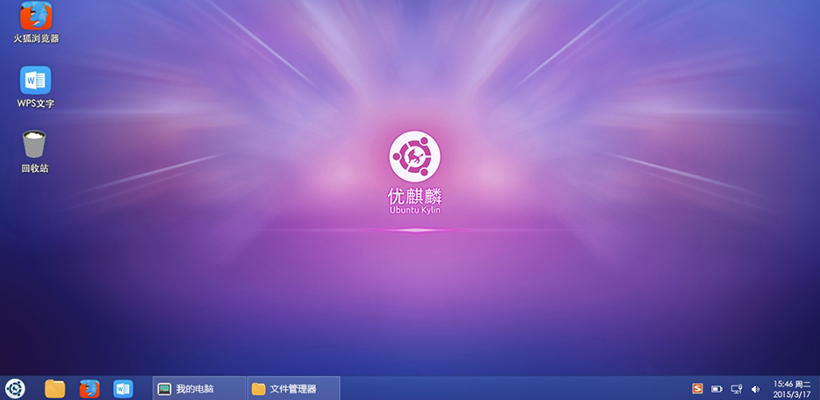 火狐浏览器
WPS文字
回收站
优麒麟
Ubuntu Kylin
我的电脑
文件管理器
15:46 周二
2015/3/17